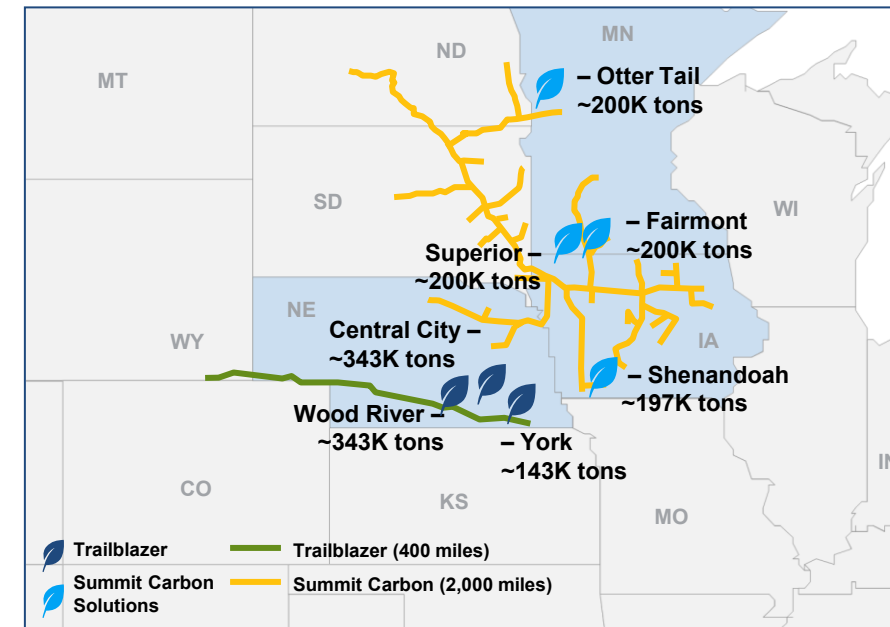 MN
ND
MT
– Otter Tail
~200K tons
SD
WI
– Fairmont
~200K tons
Superior –
~200K tons
NE
Central City –
~343K tons
WY
IA
– Shenandoah
~197K tons
Wood River –
~343K tons
– York
~143K tons
CO
KS
MO
IN
Trailblazer
Trailblazer (400 miles)
Summit Carbon
Solutions
Summit Carbon (2,000 miles)